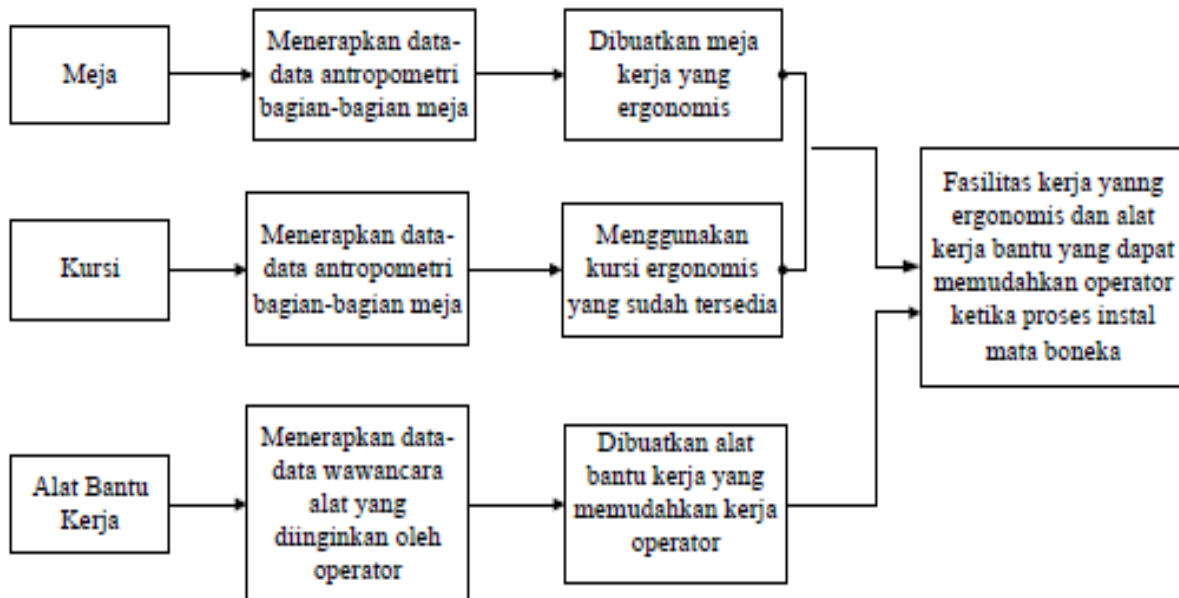 Meja
Menerapkan data-
data antropometri
bagian-bagian meja
Dibuatkan meja
kerja yang
ergonomis
Kursi
Menerapkan data-
data antropometri
bagian-bagian meja
Menggunakan
kursi ergonomis
yang sudah tersedia
Alat Bantu
Kerja
Menerapkan data-
data wawancara
alat yang
diinginkan oleh
operator
Dibuatkan alat
bantu kerja yang
memudahkan kerja
operator
Fasilitas kerja yanng
ergonomis dan alat
kerja bantu yang dapat
memudahkan operator
ketika proses instal
mata boneka